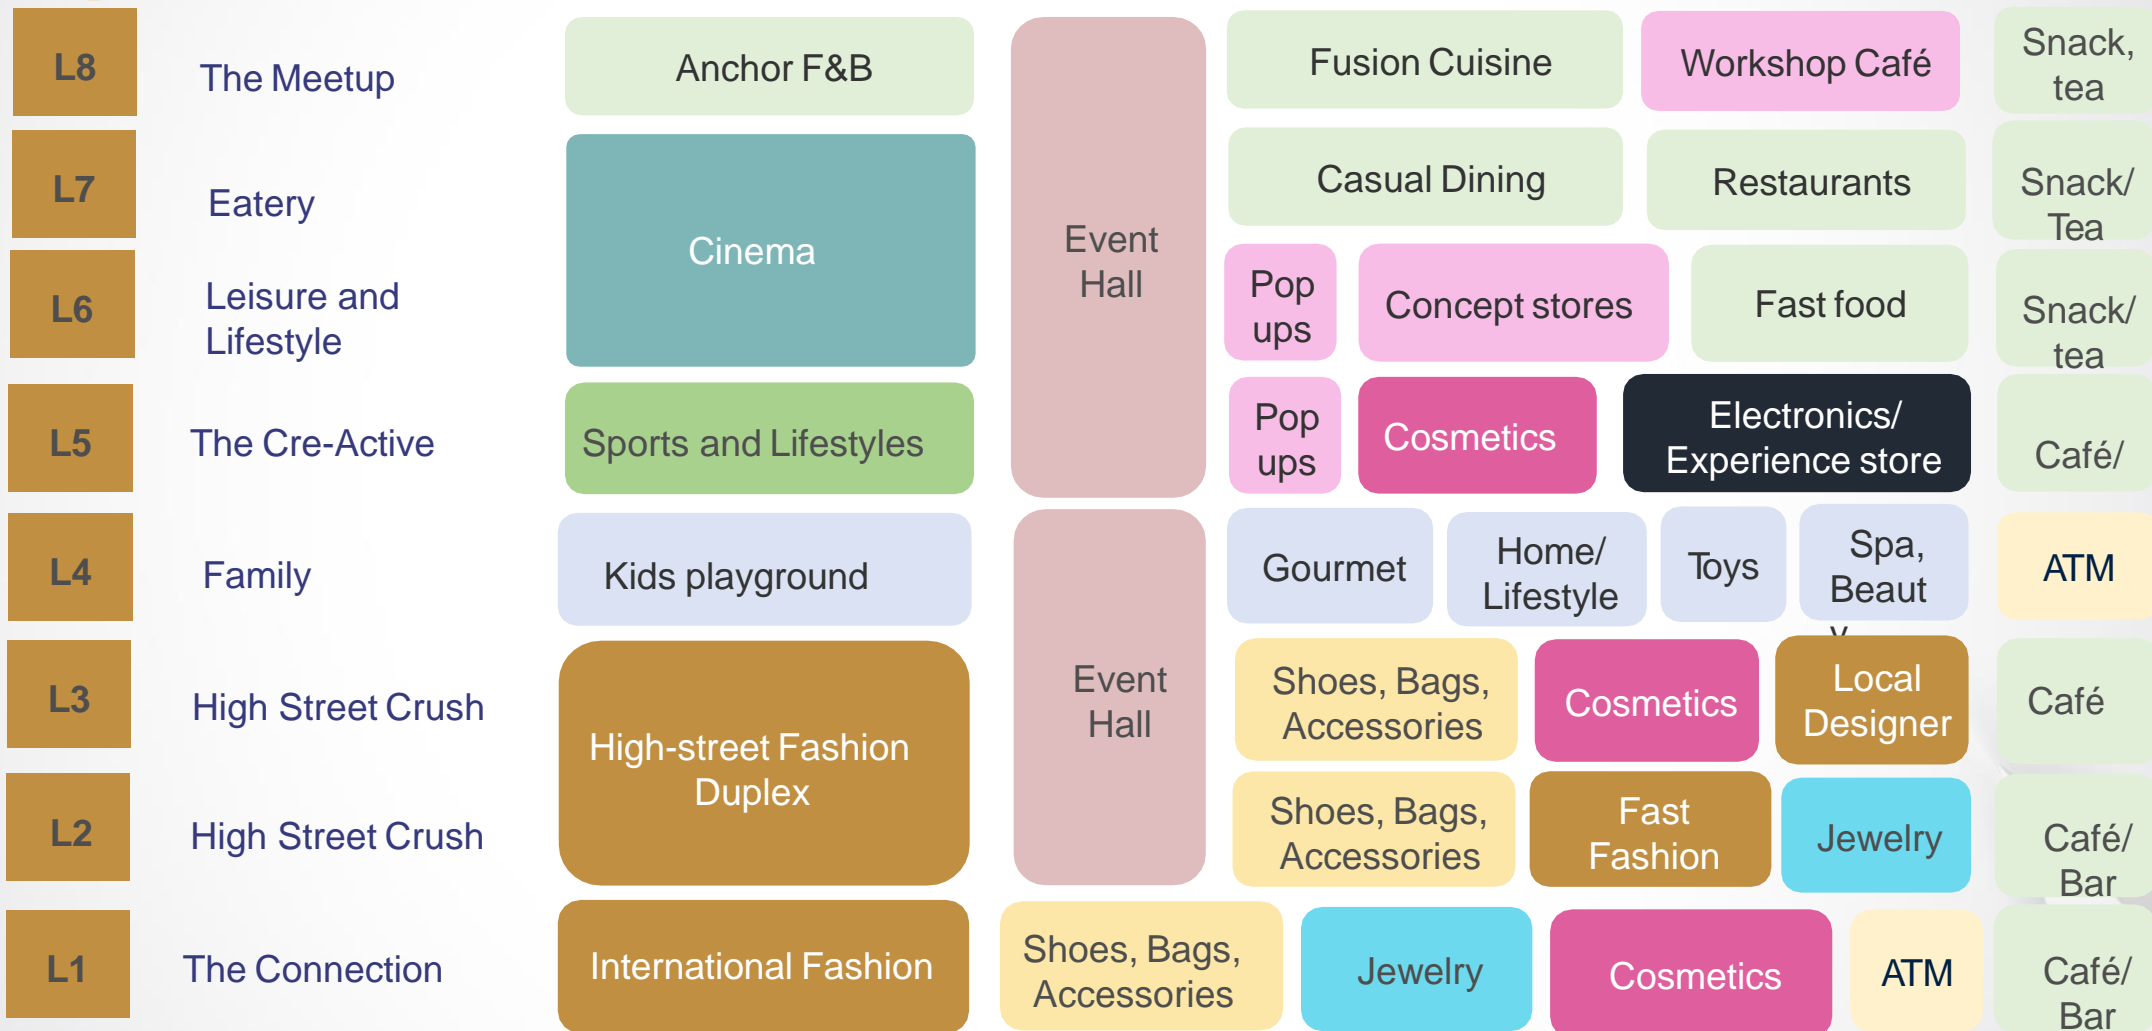 L8
The Meetup
Anchor F&B
Fusion Cuisine
Workshop Café
Snack,
tea
L7
Eatery
Cinema
Event
Hall
Casual Dining
Restaurants
Snack/
Tea
L6
Leisure and
Lifestyle
Pop
ups
Concept stores
Fast food
Snack/
tea
L5
The Cre-Active
Sports and Lifestyles
Pop
ups
Cosmetics
Electronics/
Experience store
Café/
L4
Family
Kids playground
Gourmet
Home/
Lifestyle
Toys
Spa,
Beaut
y
ATM
L3
High Street Crush
High-street Fashion
Duplex
Event
Hall
Shoes, Bags,
Accessories
Cosmetics
Local
Designer
Café
L2
High Street Crush
Shoes, Bags,
Accessories
Fast
Fashion
Jewelry
Café/
Bar
L1
The Connection
International Fashion
Shoes, Bags,
Accessories
Jewelry
Cosmetics
ATM
Café/
Bar